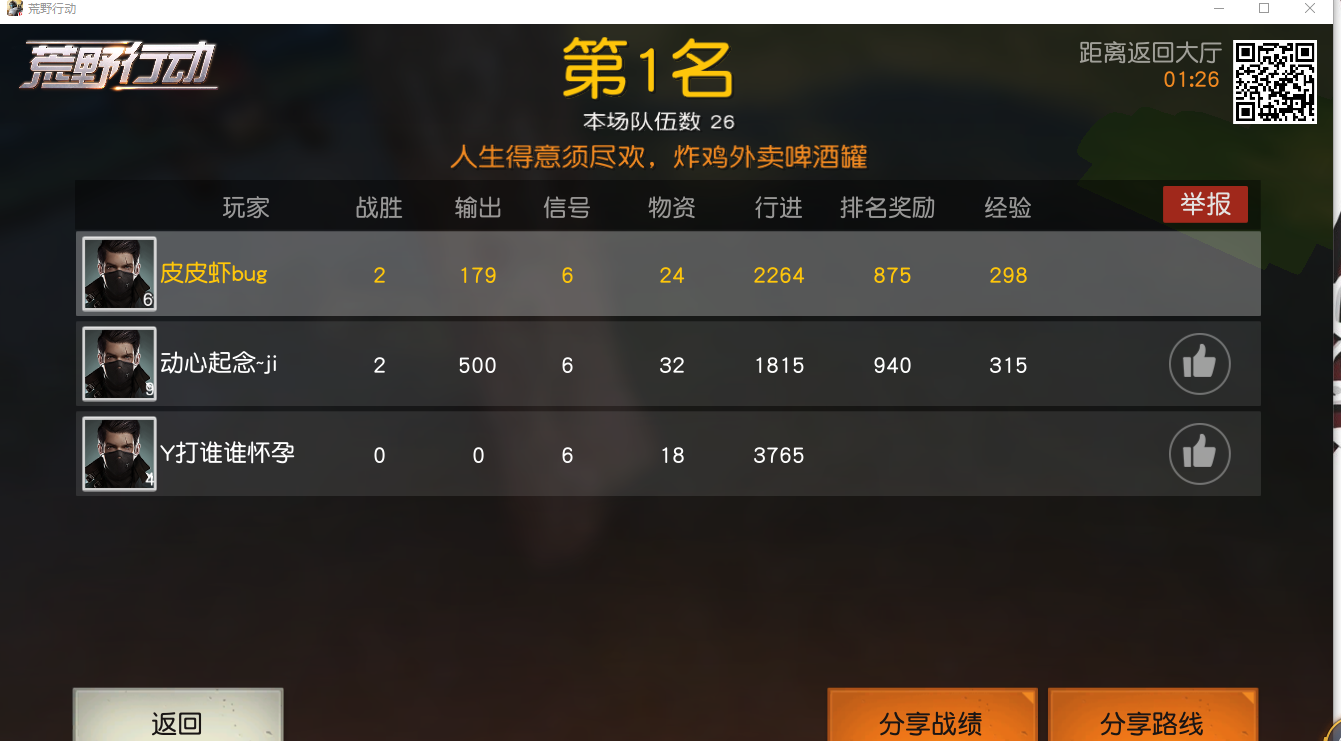 荒野行动
荒野行动
第1名
距离返回大厅
01:26
本场队伍数 26
人生得意须尽欢，炸鸡外卖啤酒罐
玩家 战胜 输出 信号 物资 行进 排名奖励 经验 举报
6 皮皮虾bug 2 179 6 24 2264 875 298
9 动心起念~ji 2 500 6 32 1815 940 315
4 Y打谁谁怀孕 0 0 6 18 3765
返回 分享战绩 分享路线